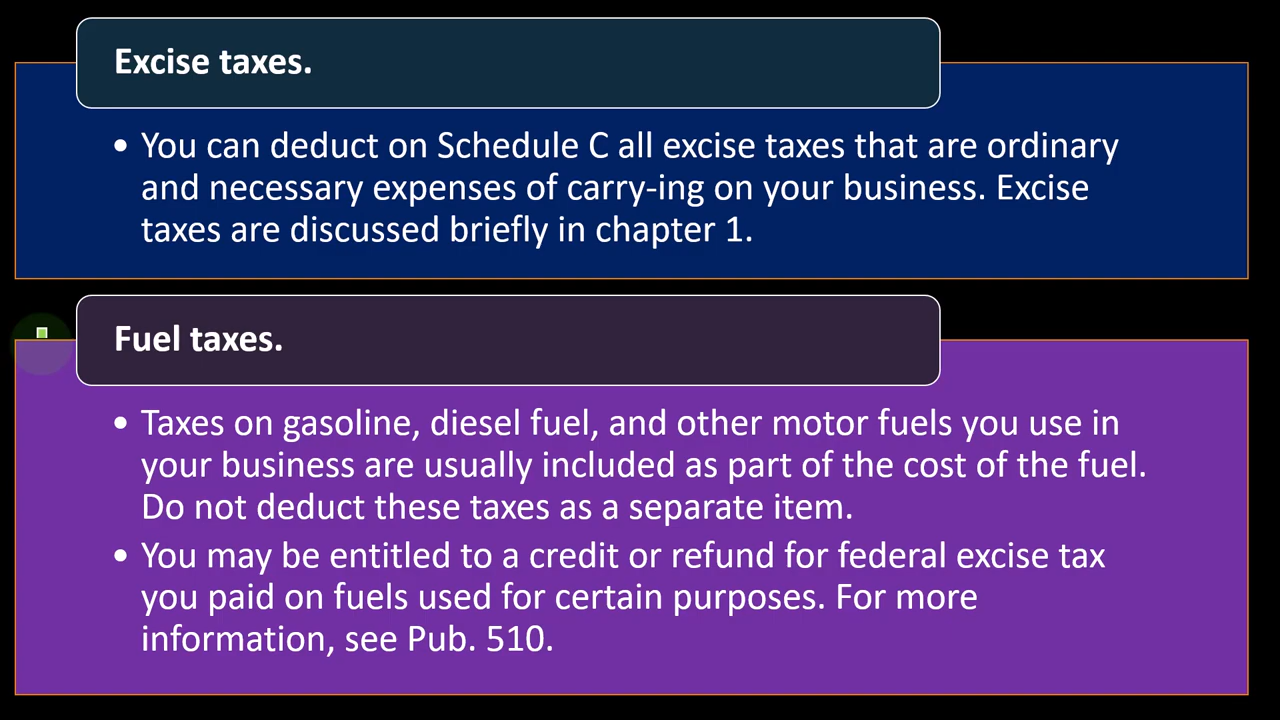 Excise taxes.
• You can deduct on Schedule C all excise taxes that are ordinary
and necessary expenses of carry-ing on your business. Excise
taxes are discussed briefly in chapter 1.
Fuel taxes.
• Taxes on gasoline, diesel fuel, and other motor fuels you use in
your business are usually included as part of the cost of the fuel.
Do not deduct these taxes as a separate item.
• You may be entitled to a credit or refund for federal excise tax
you paid on fuels used for certain purposes. For more
information, see Pub. 510.